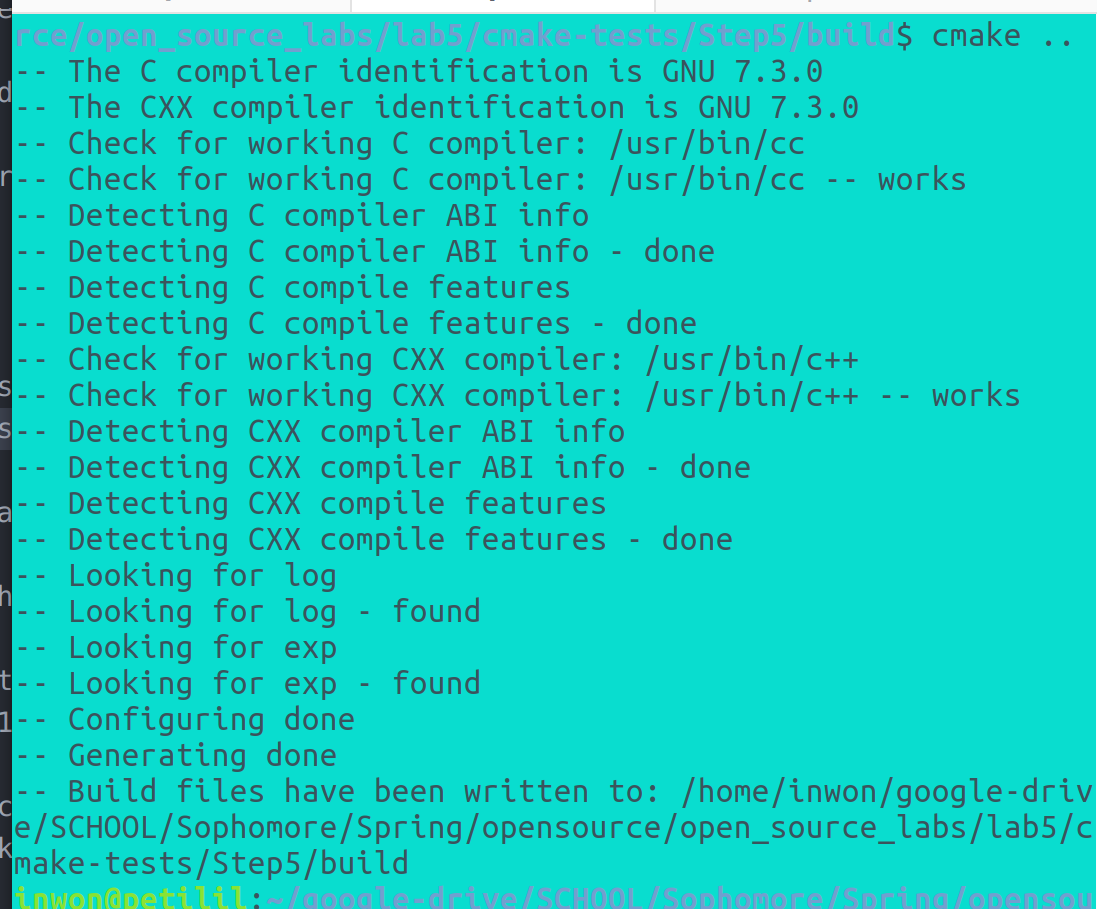 rce/open_source_labs/lab5/cmake-tests/Step5/build$ cmake ..
-- The C compiler identification is GNU 7.3.0
-- The CXX compiler identification is GNU 7.3.0
-- Check for working C compiler: /usr/bin/cc
-- Check for working C compiler: /usr/bin/cc -- works
-- Detecting C compiler ABI info
-- Detecting C compiler ABI info - done
-- Detecting C compile features
-- Detecting C compile features - done
-- Check for working CXX compiler: /usr/bin/c++
-- Check for working CXX compiler: /usr/bin/c++ -- works
-- Detecting CXX compiler ABI info
-- Detecting CXX compiler ABI info - done
-- Detecting CXX compile features
-- Detecting CXX compile features - done
-- Looking for log
-- Looking for log - found
-- Looking for exp
-- Looking for exp - found
-- Configuring done
-- Generating done
-- Build files have been written to: /home/inwon/google-driv
e/SCHOOL/Sophomore/Spring/opensource/open_source_labs/lab5/c
make-tests/Step5/build
inwon@petilil:~/google-drive/SCHOOL/Sophomore/Spring/opensou